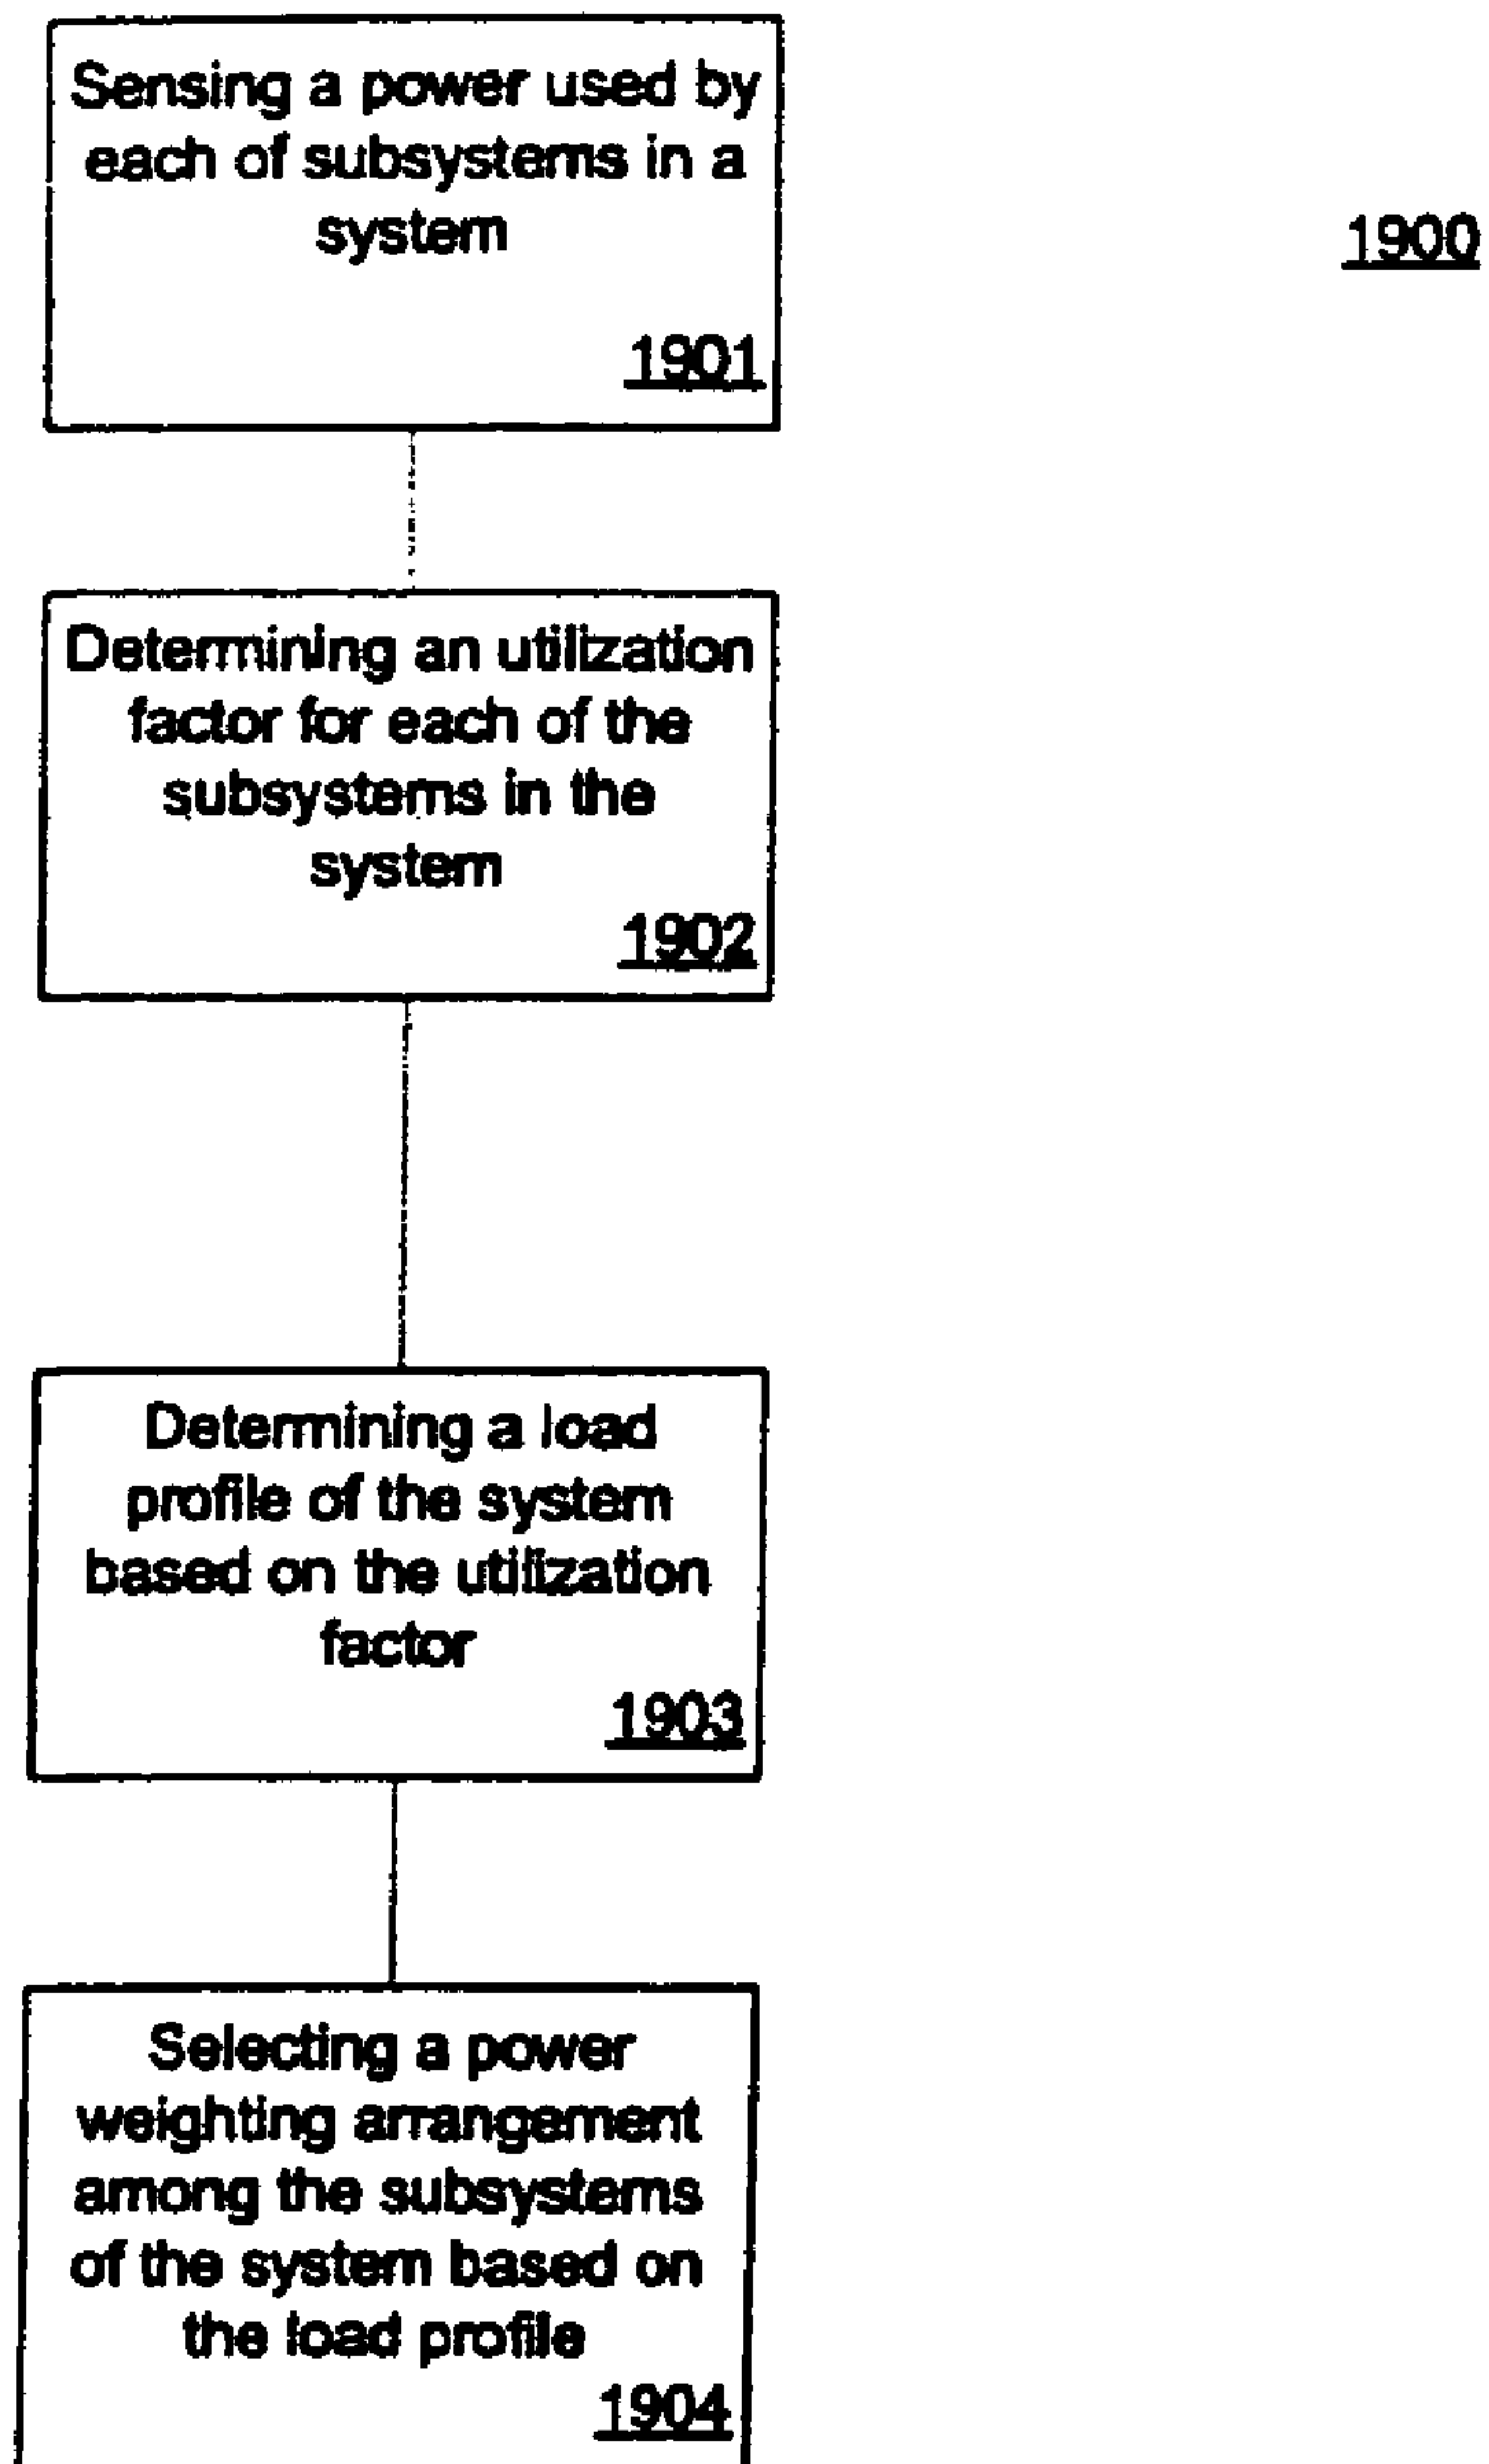 Sensing a power used by
each of subsystems in a
system
1900
1901
Determining an utilization
factor for each of the
subsystems in the
system
1902
Determining a load
profile of the system
based on the utilization
factor
1903
Selecting a power
weighting arrangement
among the subsystems
of the system based on
the load profile
1904